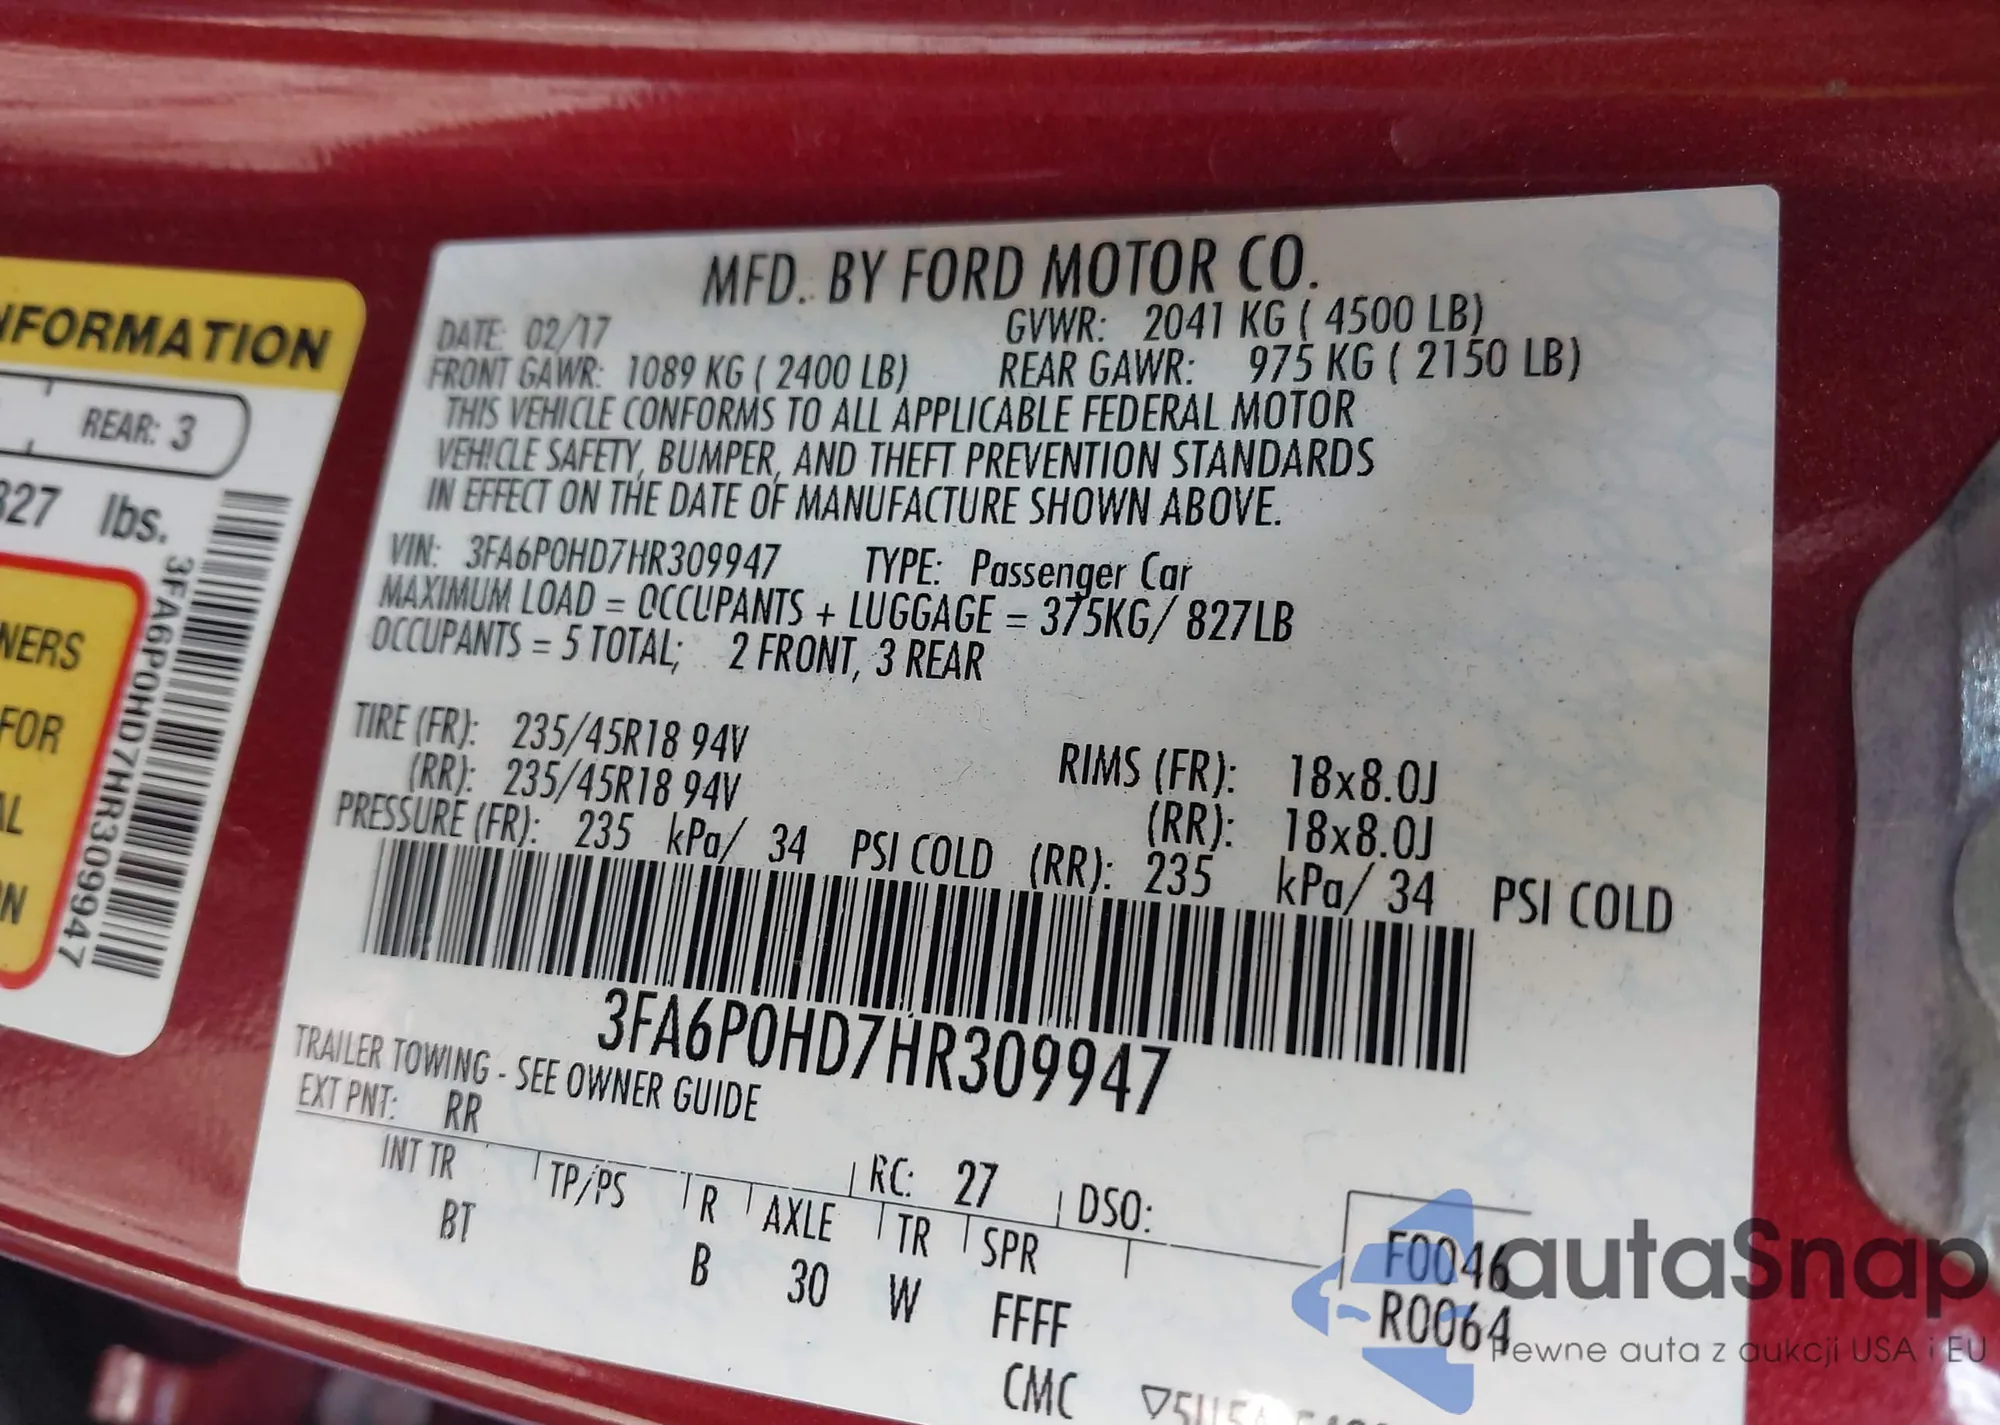 NFORMATION
REAR: 3
827 lbs.
3FA6P0HD7HR309947
NERS
FOR
AL
N
MFD. BY FORD MOTOR CO.
DATE: 02/17 GVWR: 2041 KG ( 4500 LB)
FRONT GAWR: 1089 KG ( 2400 LB) REAR GAWR: 975 KG ( 2150 LB)
THIS VEHICLE CONFORMS TO ALL APPLICABLE FEDERAL MOTOR
VEHICLE SAFETY, BUMPER, AND THEFT PREVENTION STANDARDS
IN EFFECT ON THE DATE OF MANUFACTURE SHOWN ABOVE.
VIN: 3FA6P0HD7HR309947 TYPE: Passenger Car
MAXIMUM LOAD = OCCUPANTS + LUGGAGE = 375KG/ 827LB
OCCUPANTS = 5 TOTAL; 2 FRONT, 3 REAR
TIRE (FR): 235/45R18 94V RIMS (FR): 18x8.0J
(RR): 235/45R18 94V (RR): 18x8.0J
PRESSURE (FR): 235 kPa/ 34 PSI COLD (RR): 235 kPa/ 34 PSI COLD
3FA6P0HD7HR309947
TRAILER TOWING - SEE OWNER GUIDE
EXT PNT: RR RC: 27 DSO:
INT TR TP/PS R AXLE TR SPR F0046
BT B 30 W FFFF R0064
CMC
autaSnap
Pewne auta z aukcji USA i EU